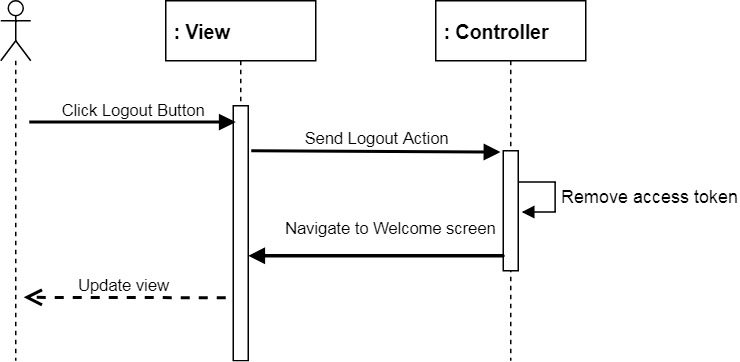 : View
: Controller
Click Logout Button
Send Logout Action
Remove access token
Navigate to Welcome screen
Update view